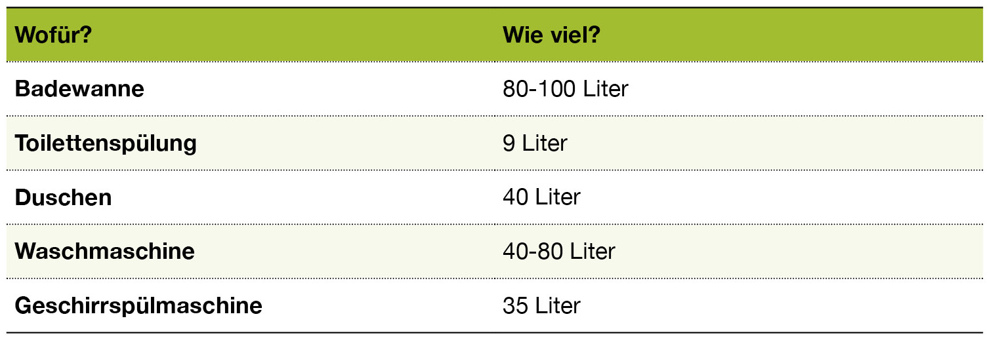 Wofür? Wie viel?
Badewanne 80-100 Liter
Toilettenspülung 9 Liter
Duschen 40 Liter
Waschmaschine 40-80 Liter
Geschirrspülmaschine 35 Liter